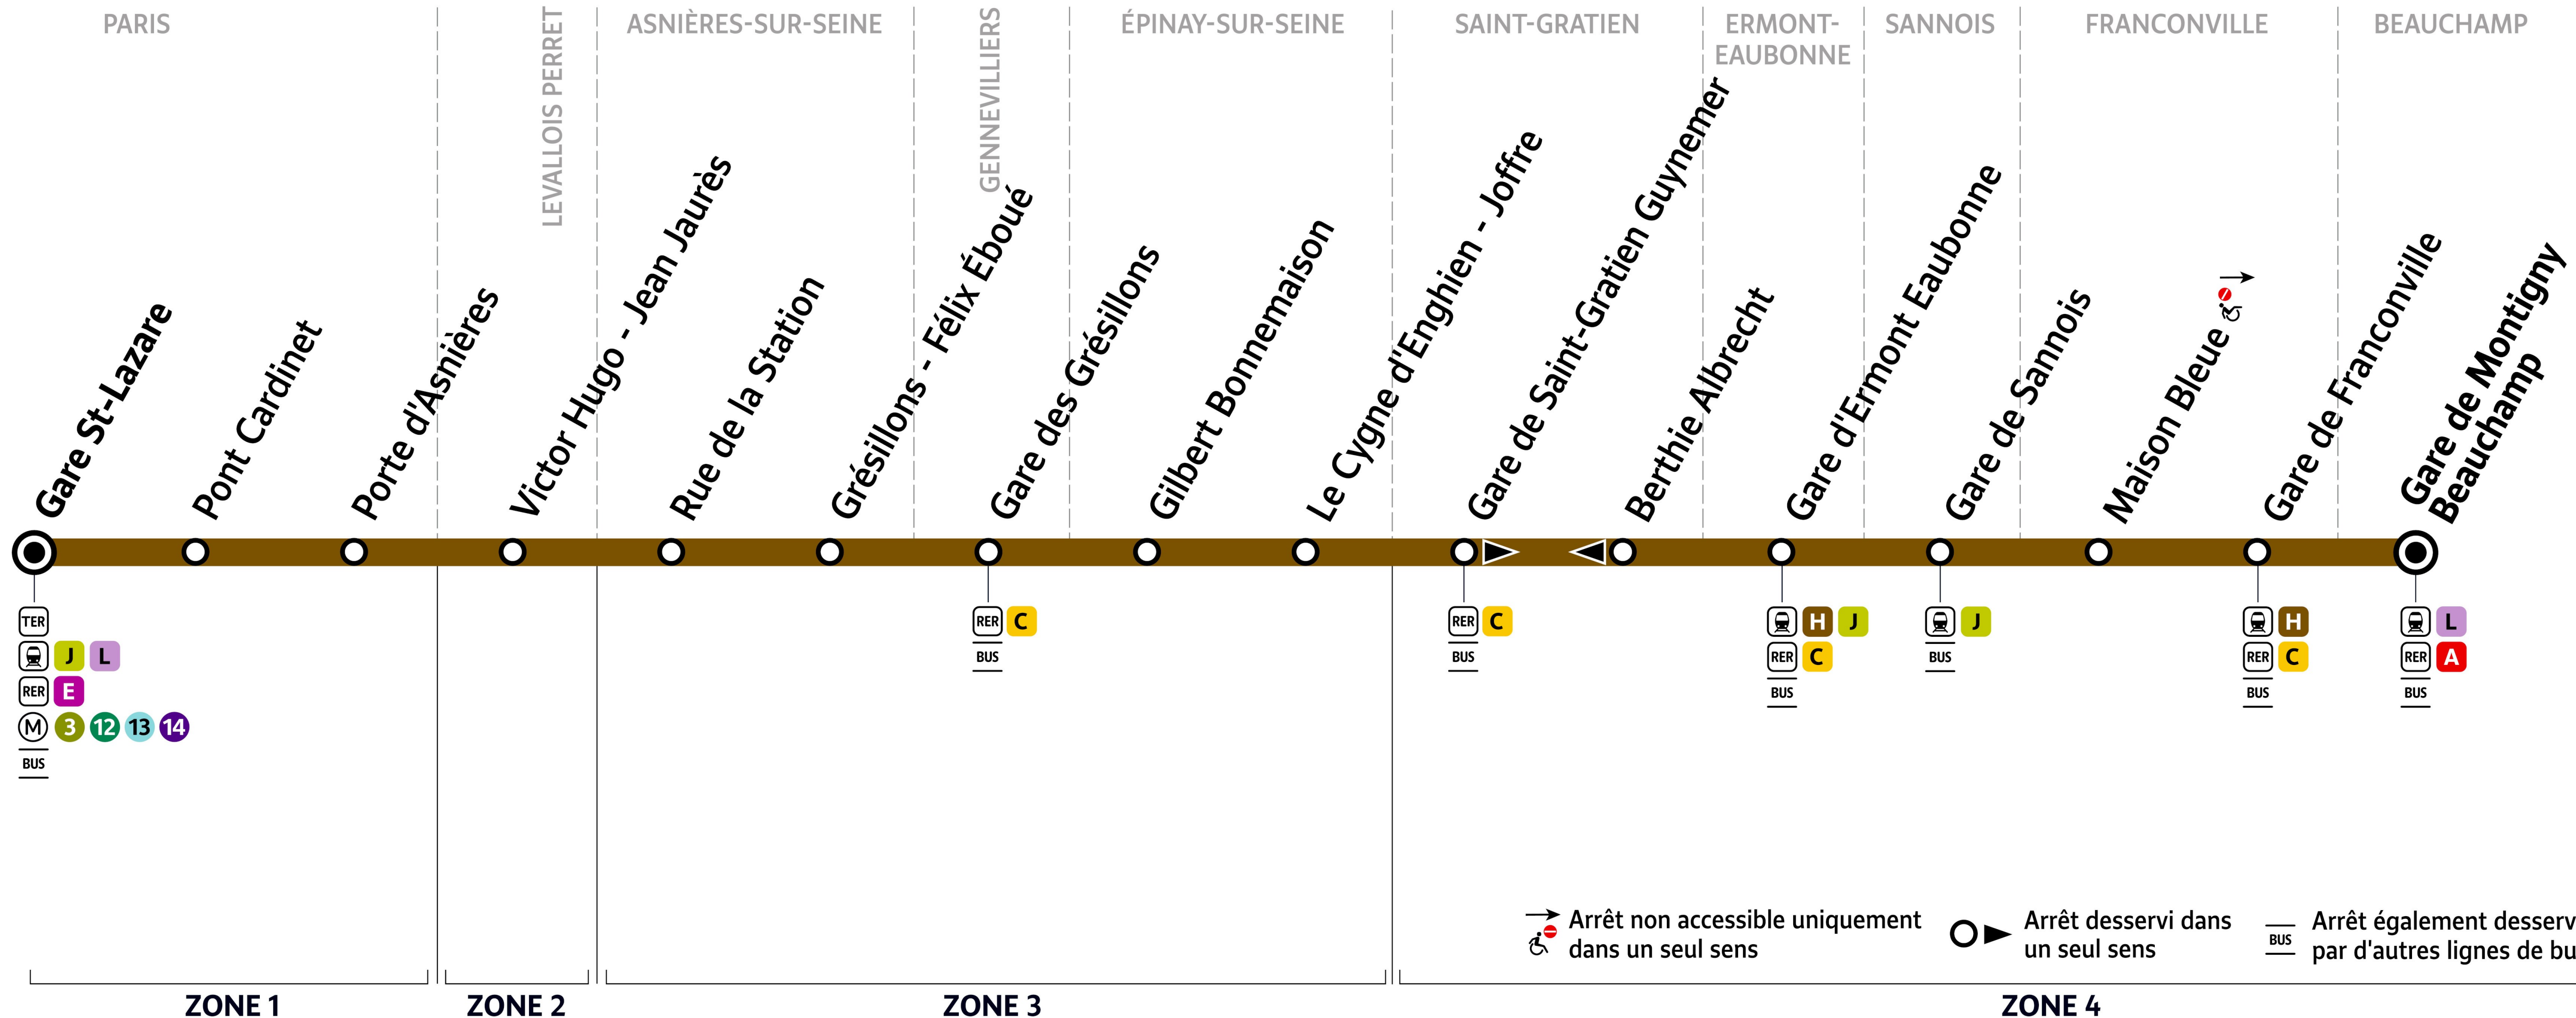 PARIS
LEVALLOIS PERRET
ASNIÈRES-SUR-SEINE
GENNEVILLIERS
ÉPINAY-SUR-SEINE
SAINT-GRATIEN
ERMONT-
EAUBONNE
SANNOIS
FRANCONVILLE
BEAUCHAMP
Gare St-Lazare
Pont Cardinet
Porte d'Asnières
Victor Hugo - Jean Jaurès
Rue de la Station
Grésillons - Félix Éboué
Gare des Grésillons
Gilbert Bonnemaison
Le Cygne d'Enghien - Joffre
Gare de Saint-Gratien Guynemer
Berthie Albrecht
Gare d'Ermont Eaubonne
Gare de Sannois
Maison Bleue
Gare de Franconville
Gare de Montigny
Beauchamp
TER
J L
RER E
M 3 12 13 14
BUS
RER C
BUS
RER C
BUS
H J
RER C
BUS
J
BUS
H
RER C
BUS
L
RER A
BUS
Arrêt non accessible uniquement
dans un seul sens
Arrêt desservi dans
un seul sens
BUS
Arrêt également desserv
par d'autres lignes de bu
ZONE 1
ZONE 2
ZONE 3
ZONE 4